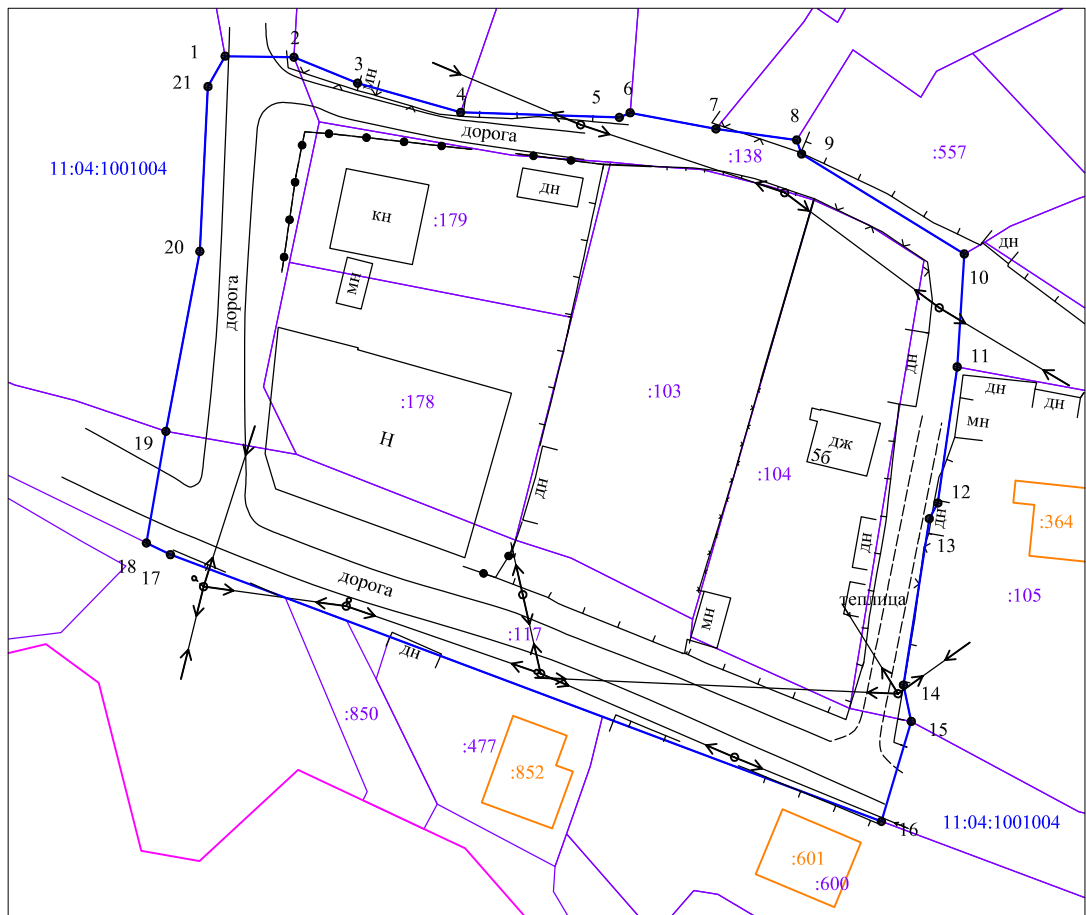 1
2
3
мн
4
5
6
7
8
9
21
дорога
:138
:557
11:04:1001004
дн
кн
:179
20
дн
10
мн
дорога
11
дн
дн
дн
:103
:178
мн
19
Н
дж
5б
:104
дн
12
дн
:364
13
дн
18
17
дорога
теплица
:105
мн
:117
дн
14
:850
15
:477
:852
11:04:1001004
16
:601
:600